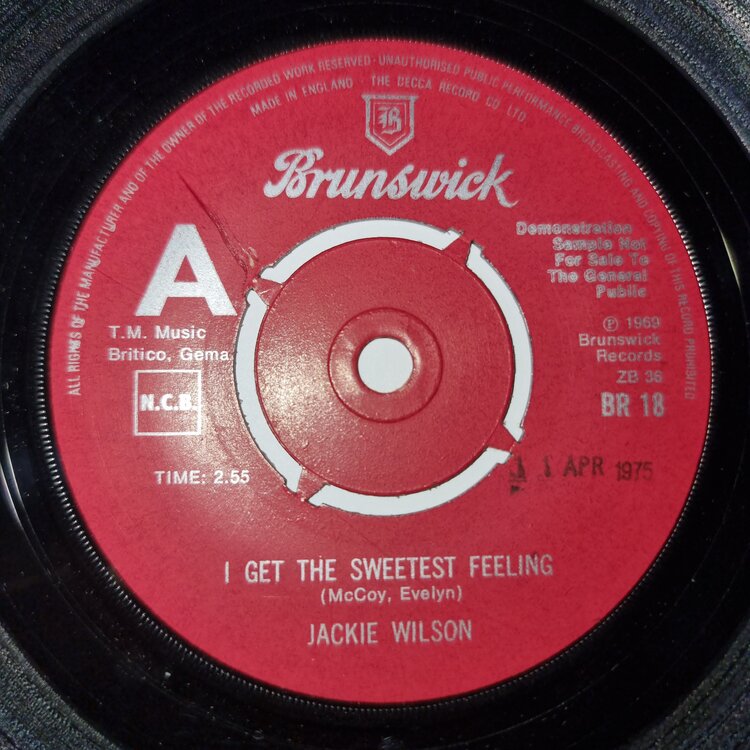 ALL RIGHTS OF THE MANUFACTURER AND OF THE OWNER OF THE RECORDED WORK RESERVED · UNAUTHORISED PUBLIC PERFORMANCE BROADCASTING AND COPYING OF THIS RECORD PROHIBITED
MADE IN ENGLAND · THE DECCA RECORD CO LTD.
B
Brunswick
A
Demonstration
Sample Not
For Sale To
The General
Public
T.M. Music
Britico, Gema.
N.C.B.
℗ 1969
Brunswick
Records
ZB 36
BR 18
TIME: 2.55
APR 1975
I GET THE SWEETEST FEELING
(McCoy, Evelyn)
JACKIE WILSON